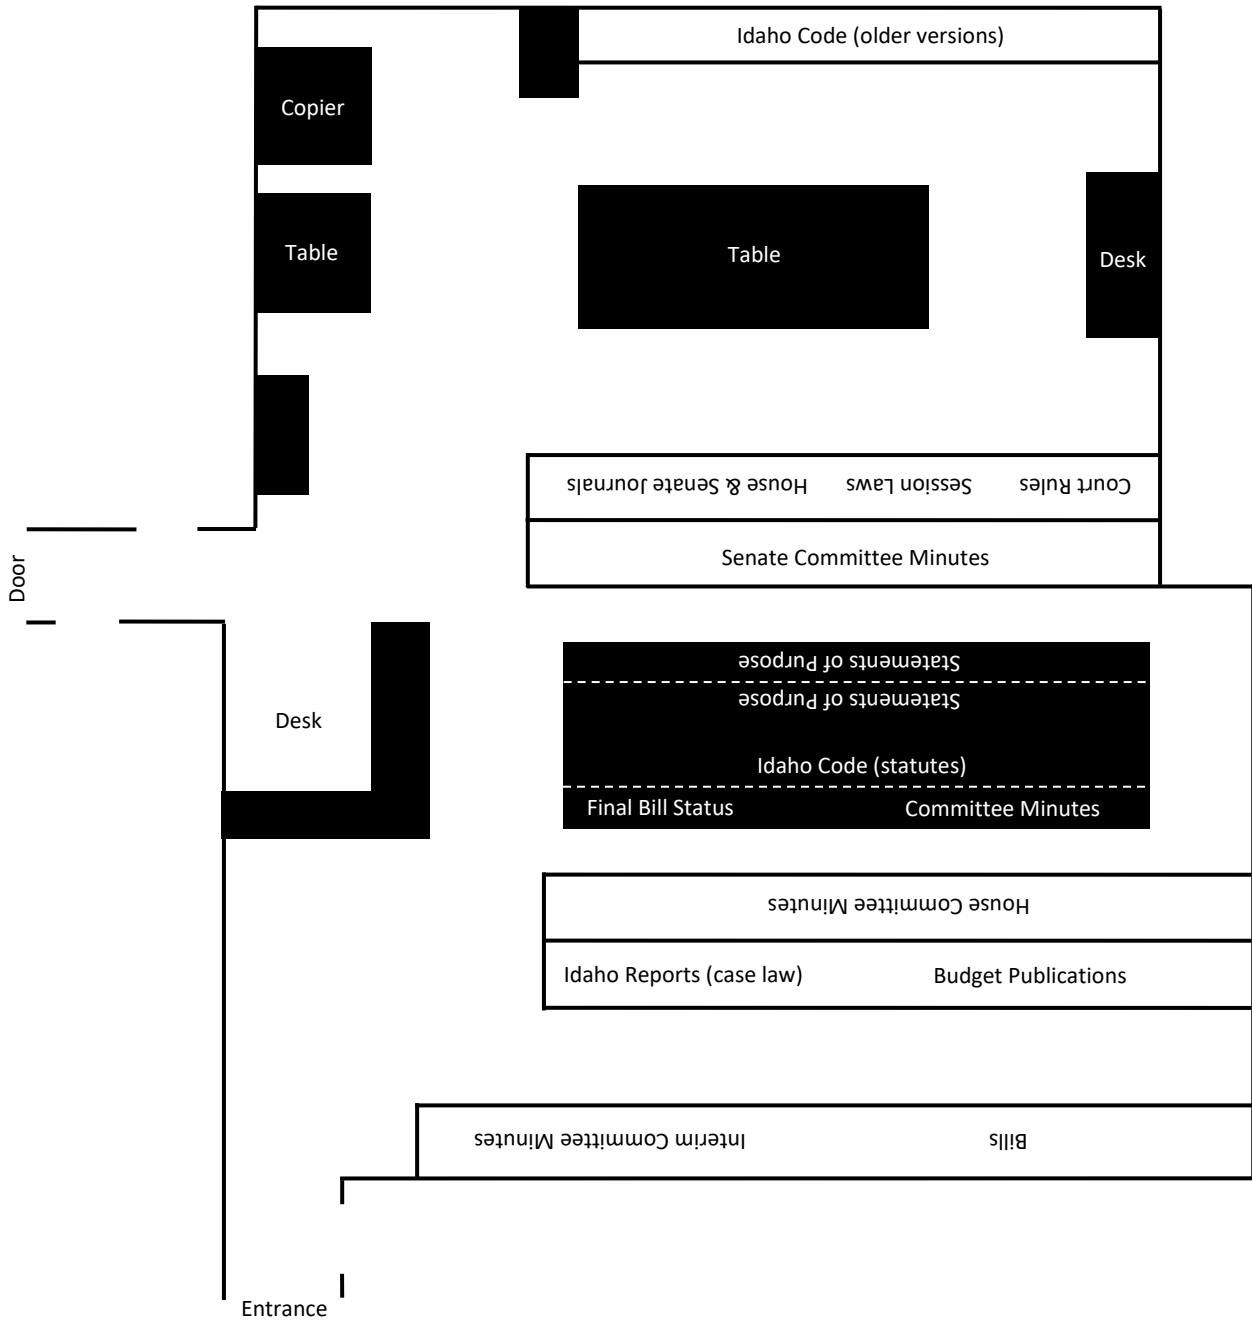 Idaho Code (older versions)
Copier
Table
Table
Desk
House & Senate Journals
Session Laws
Court Rules
Senate Committee Minutes
Door
Statements of Purpose
Statements of Purpose
Desk
Idaho Code (statutes)
Final Bill Status
Committee Minutes
House Committee Minutes
Idaho Reports (case law)
Budget Publications
Interim Committee Minutes
Bills
Entrance